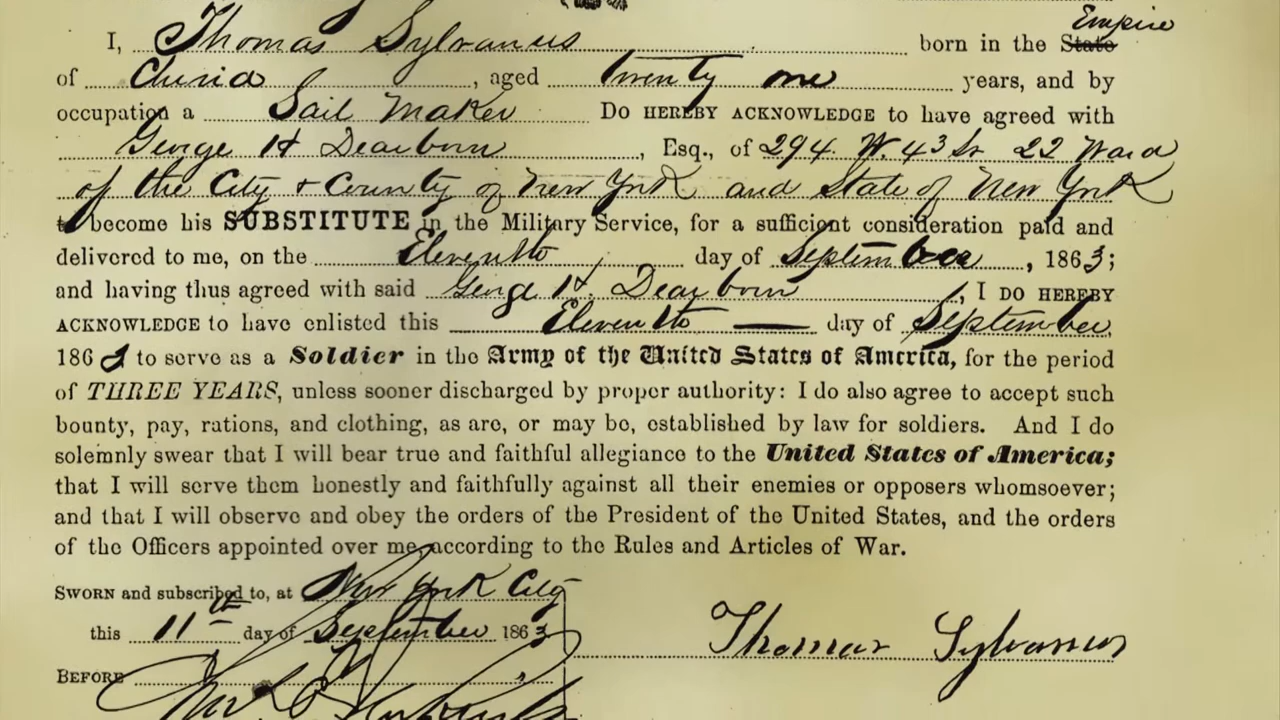 Empire
I, Thomas Sylvanus born in the State
of China, aged twenty one years, and by
occupation a Sail Maker DO HEREBY ACKNOWLEDGE to have agreed with
George H Dearborn, Esq., of 294 W. 43 St 22 Ward
of the City & County of New York and State of New York
to become his SUBSTITUTE in the Military Service, for a sufficient consideration paid and
delivered to me, on the Eleventh day of September, 1863;
and having thus agreed with said George H. Dearborn, I DO HEREBY
ACKNOWLEDGE to have enlisted this Eleventh — day of September,
1863 to serve as a Soldier in the Army of the United States of America, for the period
of THREE YEARS, unless sooner discharged by proper authority: I do also agree to accept such
bounty, pay, rations, and clothing, as are, or may be, established by law for soldiers. And I do
solemnly swear that I will bear true and faithful allegiance to the United States of America;
that I will serve them honestly and faithfully against all their enemies or opposers whomsoever;
and that I will observe and obey the orders of the President of the United States, and the orders
of the Officers appointed over me, according to the Rules and Articles of War.
SWORN and subscribed to, at New York City
this 11th day of September 1863
Thomas Sylvanus
BEFORE